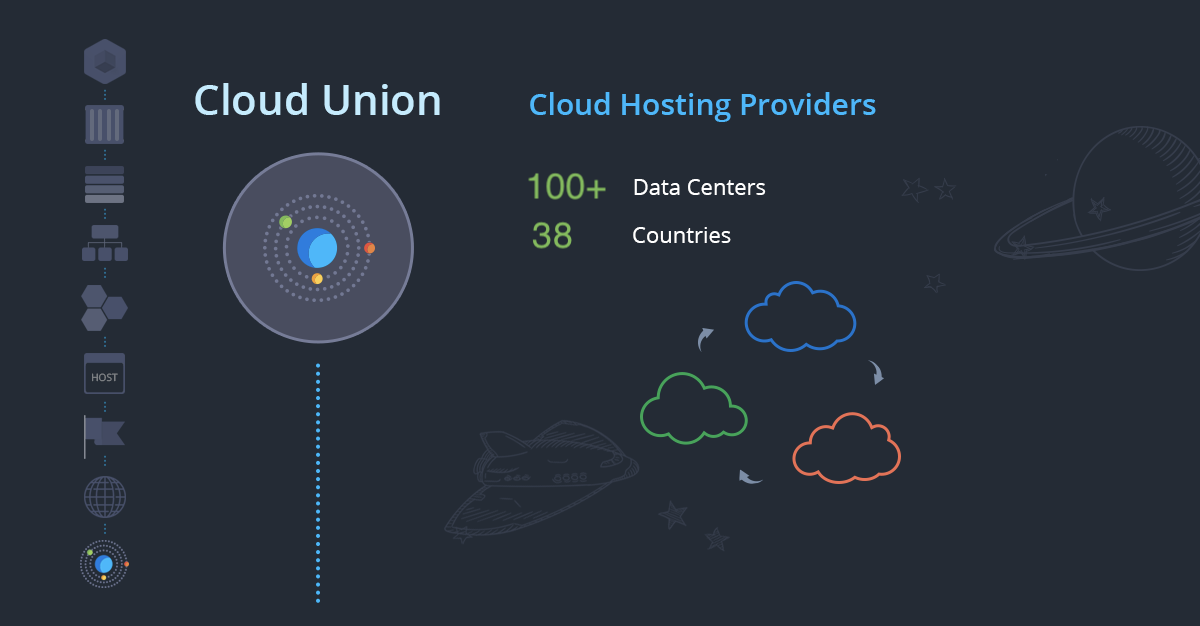 Cloud Union
Cloud Hosting Providers
100+ Data Centers
38 Countries
HOST